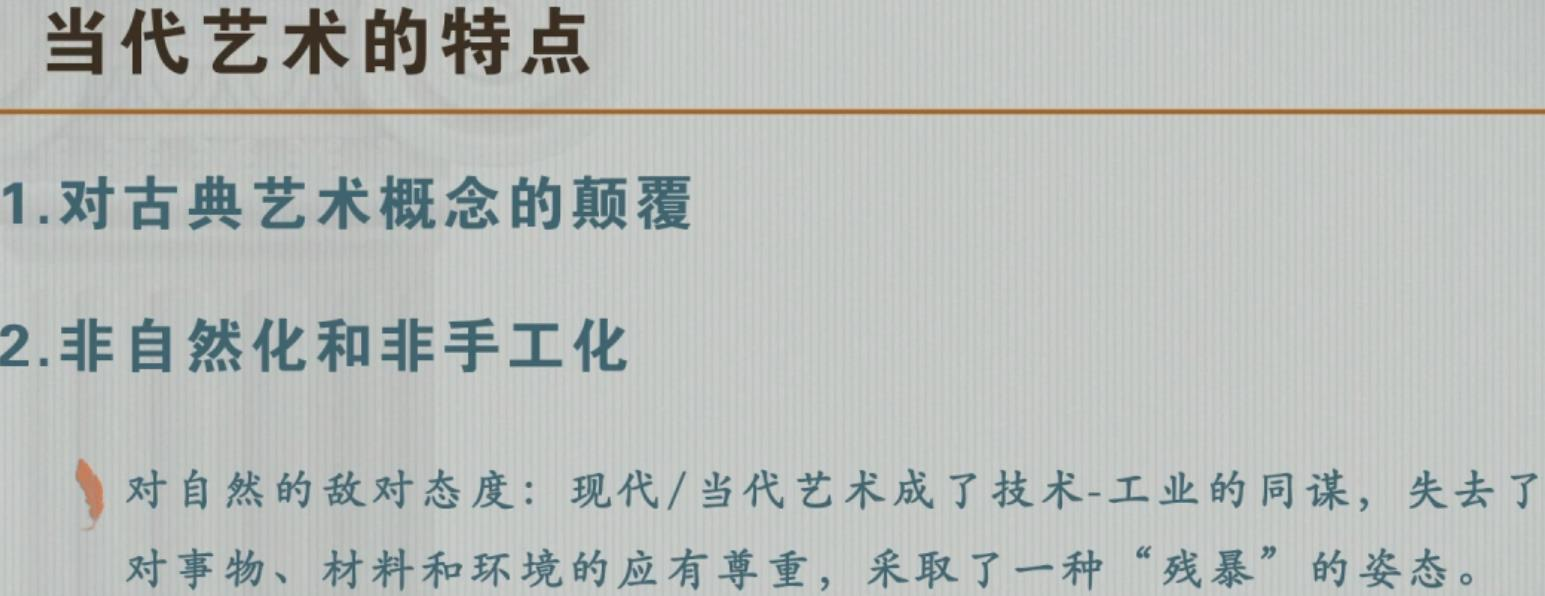 当代艺术的特点
1.对古典艺术概念的颠覆
2.非自然化和非手工化
对自然的敌对态度：现代/当代艺术成了技术-工业的同谋，失去了
对事物、材料和环境的应有尊重，采取了一种“残暴”的姿态。